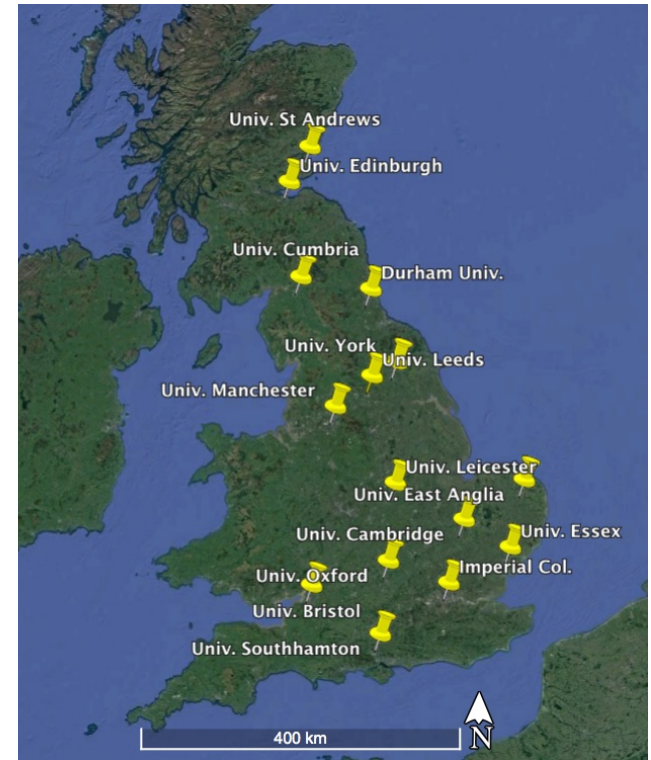 Univ. St Andrews
Univ. Edinburgh
Univ. Cumbria
Durham Univ.
Univ. York
Univ. Leeds
Univ. Manchester
Univ. Leicester
Univ. East Anglia
Univ. Essex
Univ. Cambridge
Imperial Col.
Univ. Oxford
Univ. Bristol
Univ. Southhamton
400 km
N